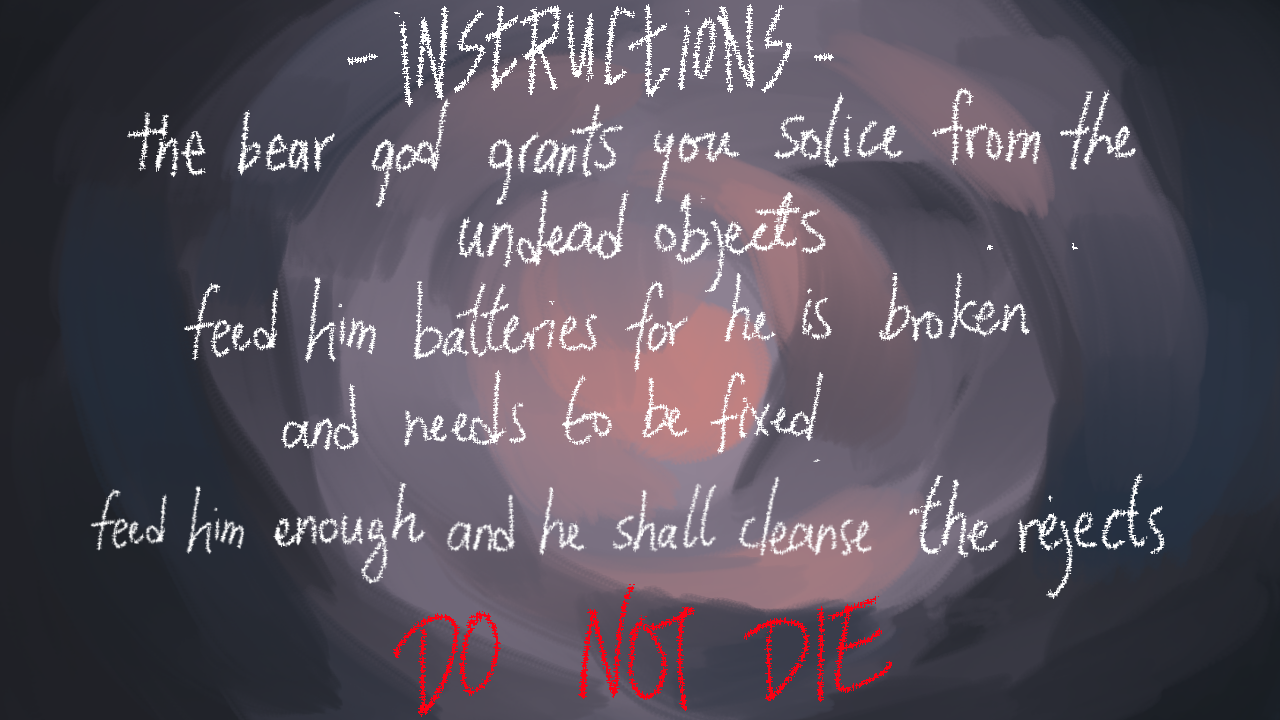 - INStRUCtIONS -
the bear god grants you solice from the
undead objects
feed him batteries for he is broken
and needs to be fixed
feed him enough and he shall cleanse the rejects
DO NOT DIE